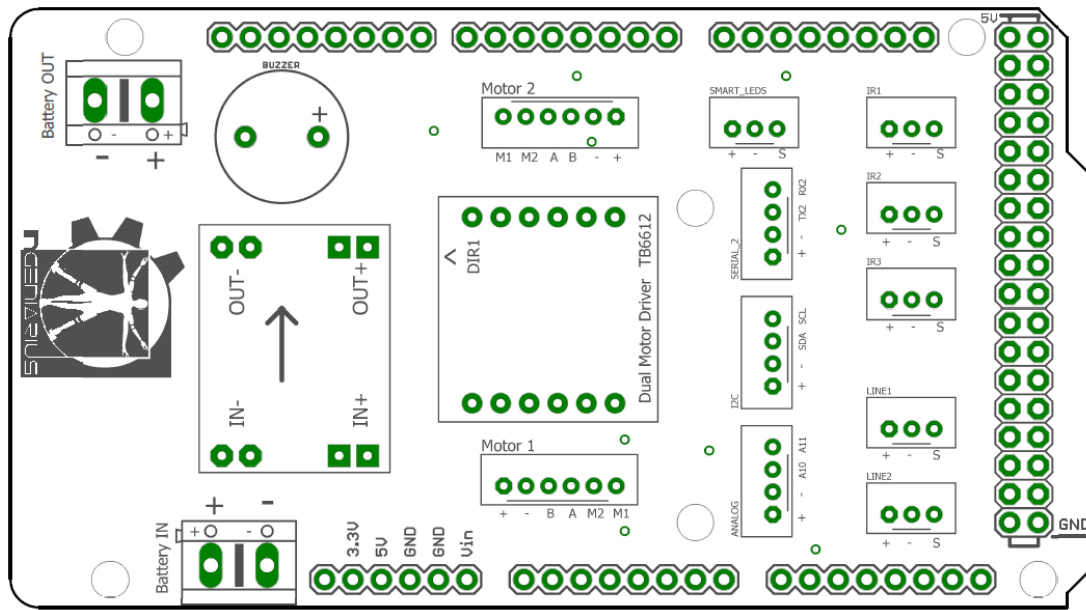 5V
BUZZER
Battery OUT
- +
- +
+
Motor 2
M1 M2 A B - +
SMART_LEDS
+ - S
IR1
+ - S
IR2
+ - S
IR3
+ - S
SERIAL_2
+ - TX2 RX2
DIR1
Dual Motor Driver TB6612
OUT-
OUT+
IN-
IN+
I2C
+ - SDA SCL
LINE1
+ - S
LINE2
+ - S
ANALOG
+ - A10 A11
Motor 1
+ - B A M2 M1
Battery IN
+ -
+ -
3.3V
5V
GND
GND
Vin
GND